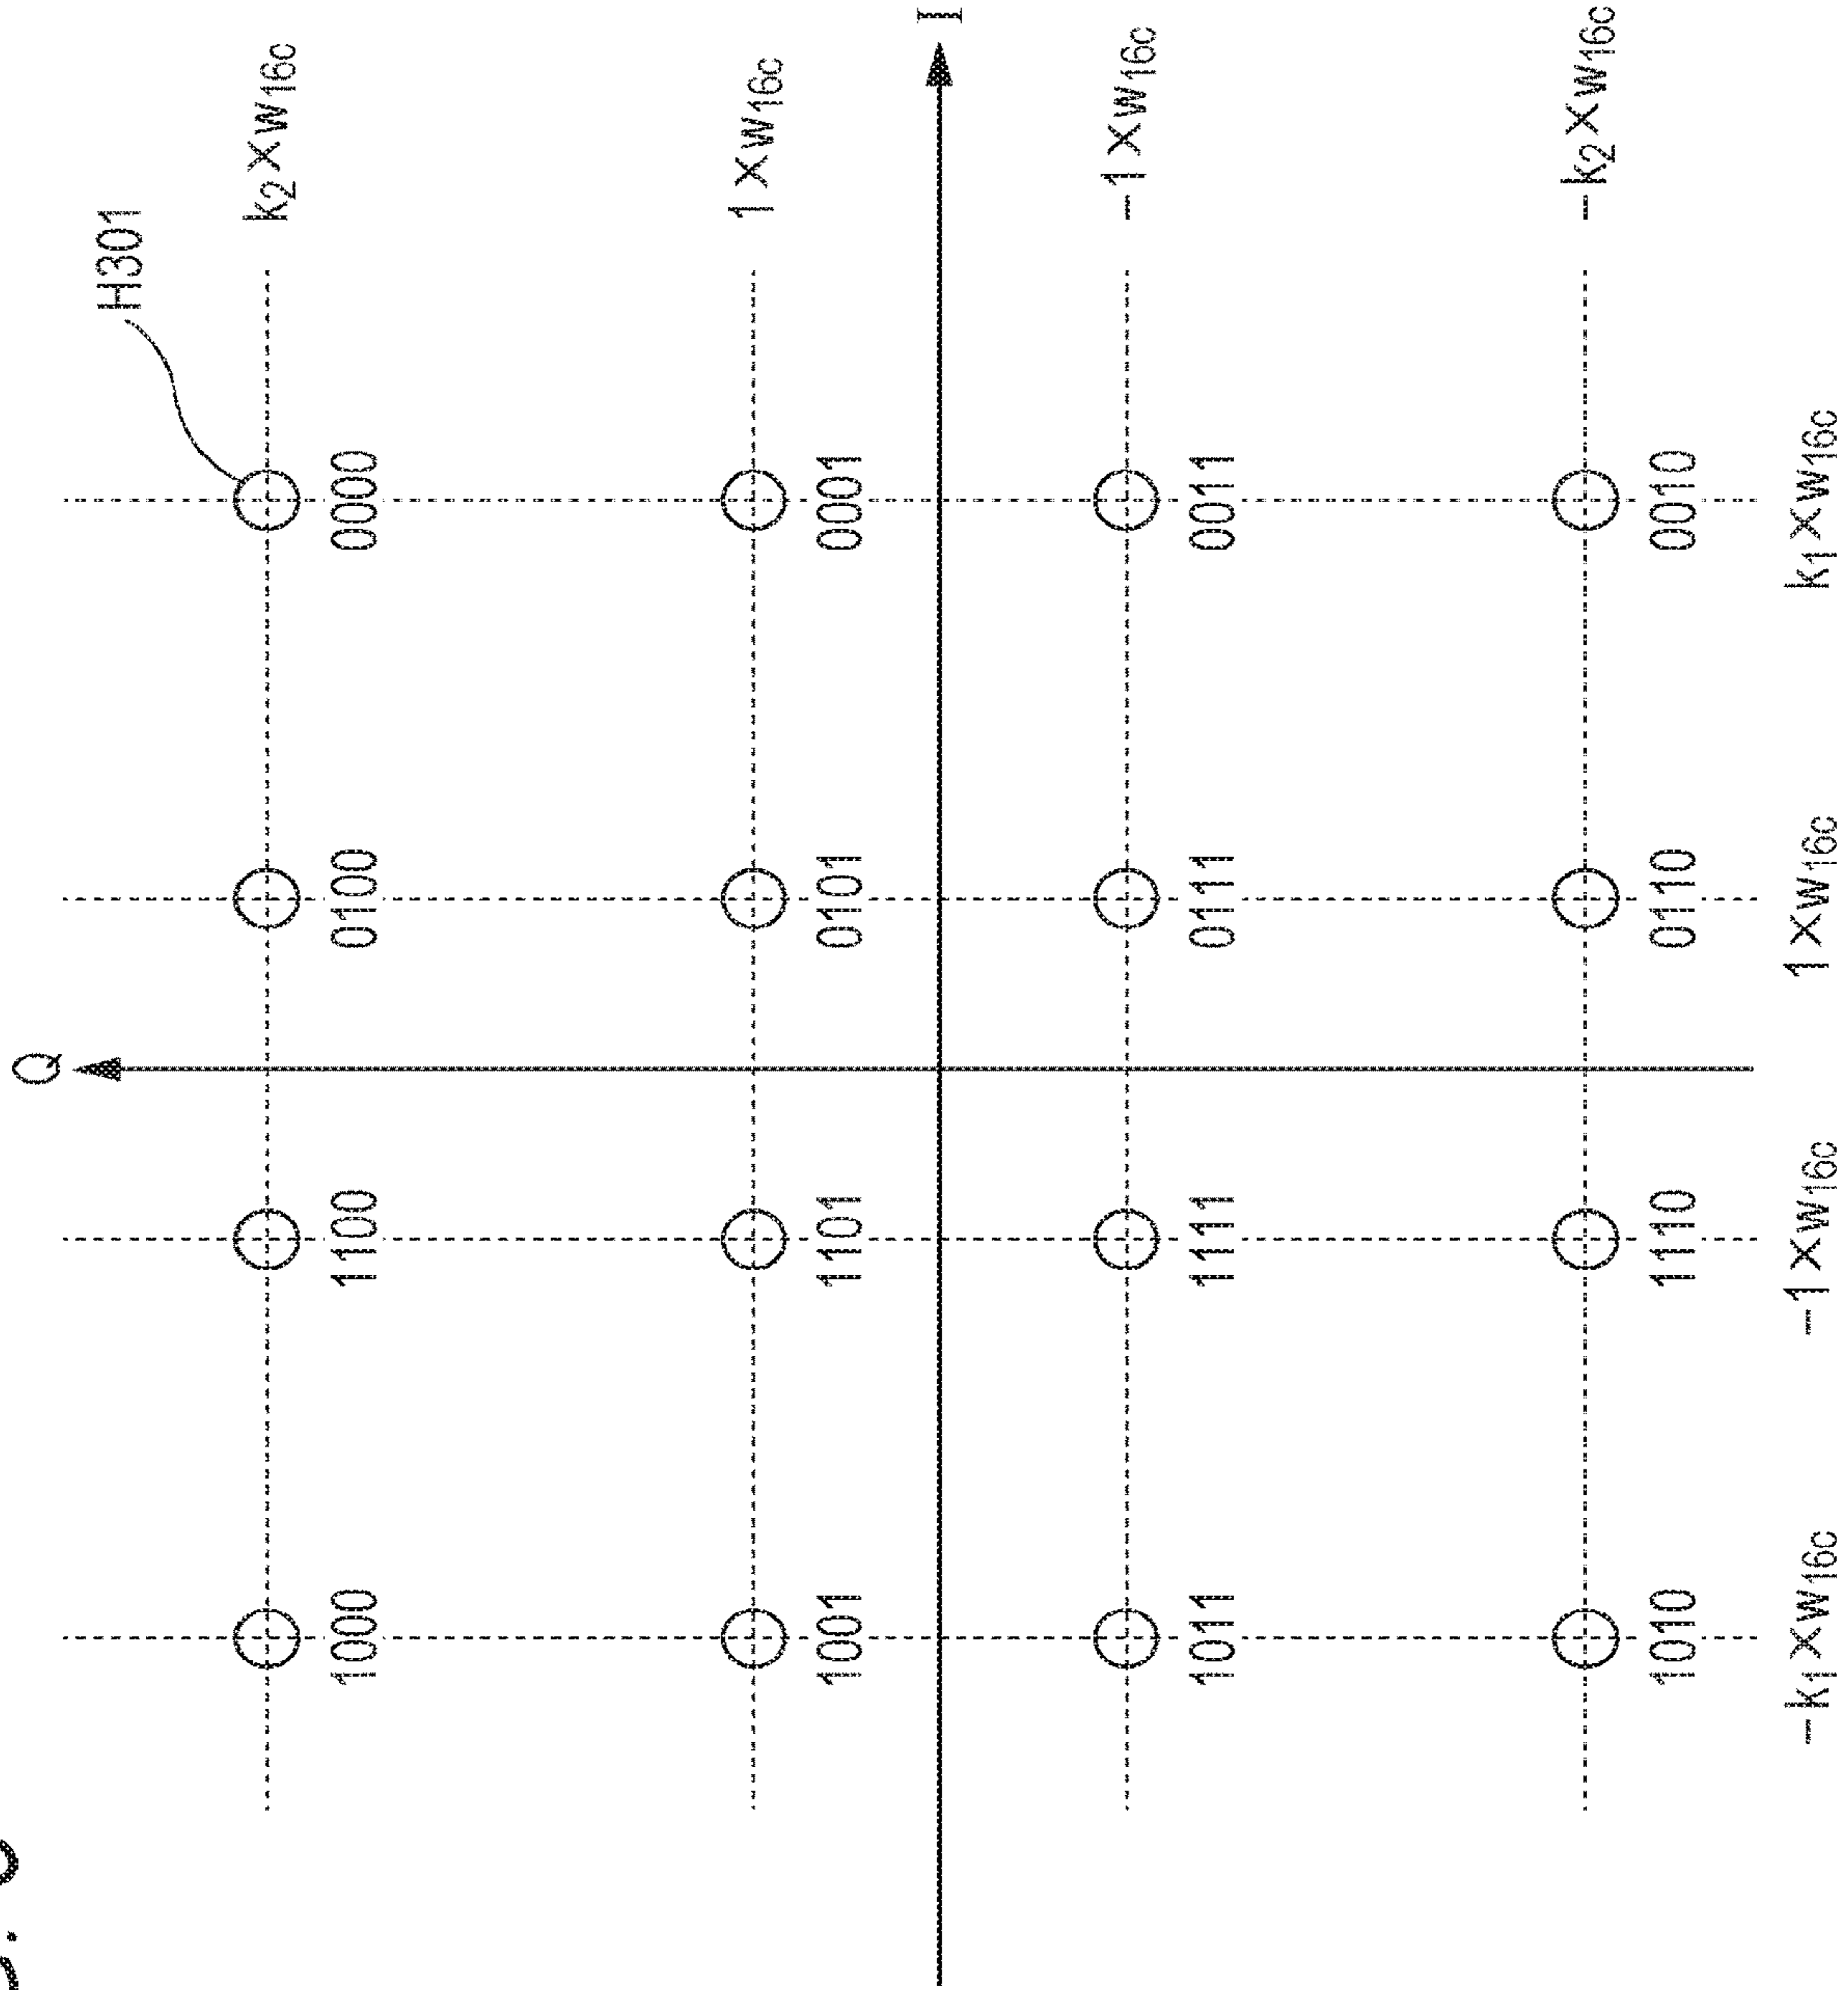 Q
H301
k₂×w₁₆c
1000 1100 0100 0000
1×w₁₆c
1001 1101 0101 0001
I
-1×w₁₆c
1011 1111 0111 0011
-k₂×w₁₆c
1010 1110 0110 0010
-k₁×w₁₆c -1×w₁₆c 1×w₁₆c k₁×w₁₆c